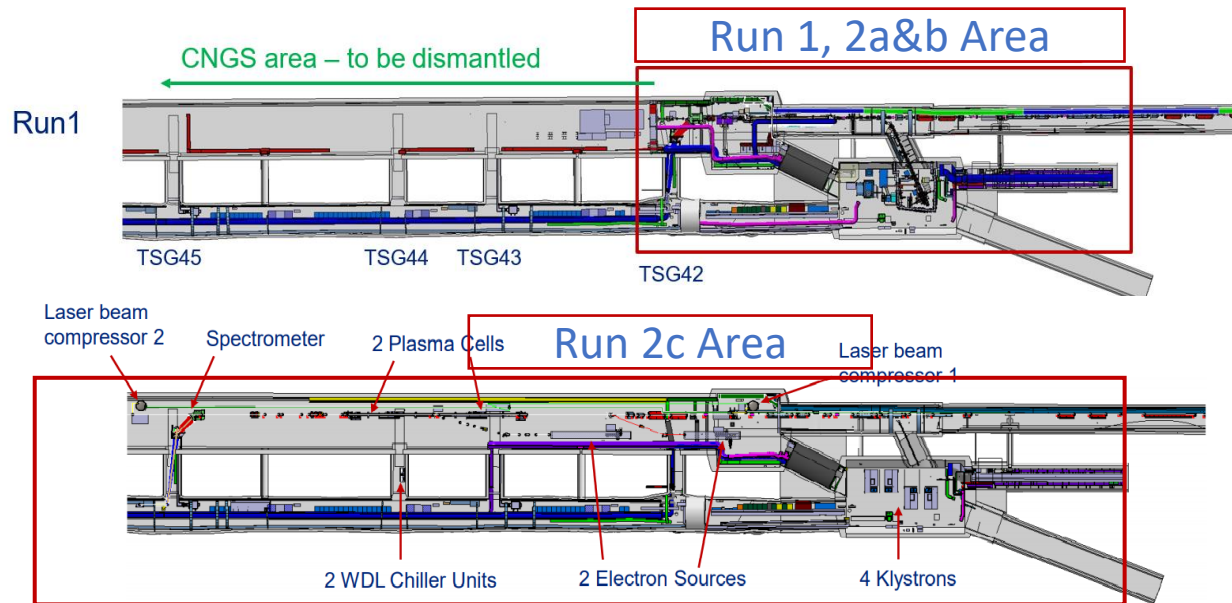 Run 1, 2a&b Area
CNGS area – to be dismantled
Run1
TSG45
TSG44
TSG43
TSG42
Laser beam
compressor 2
Spectrometer
2 Plasma Cells
Run 2c Area
Laser beam
compressor 1
2 WDL Chiller Units
2 Electron Sources
4 Klystrons